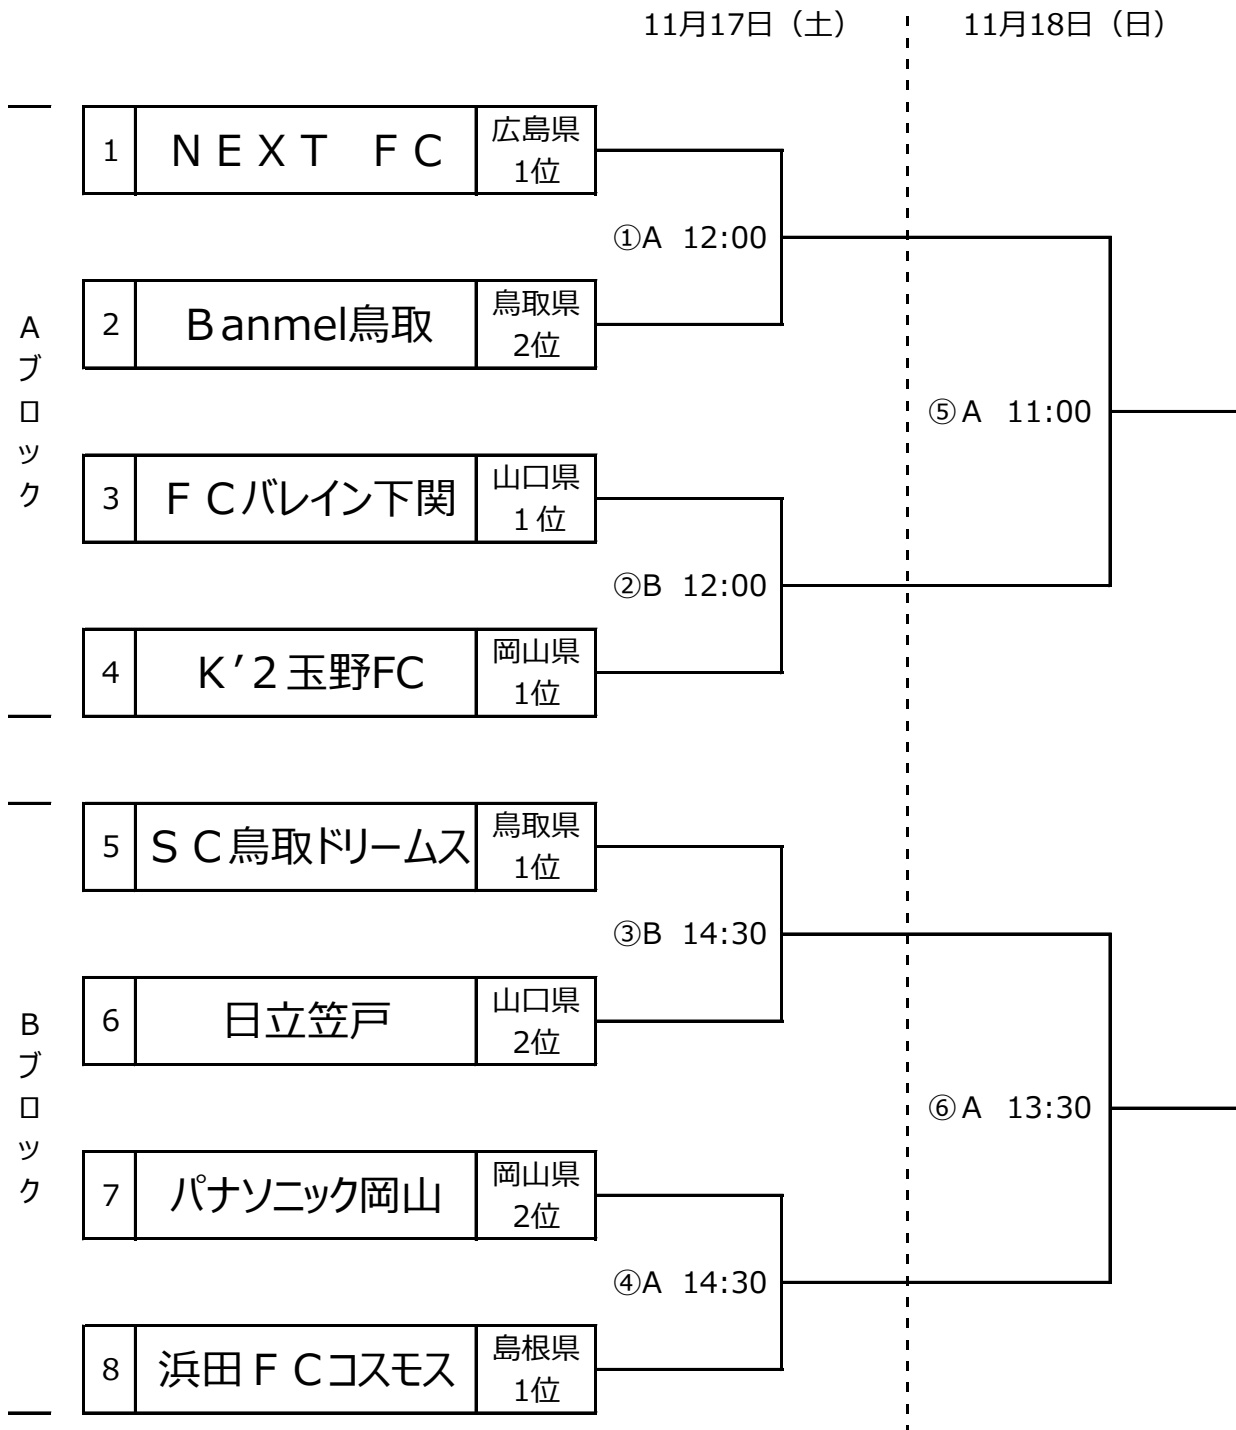 11月17日（土） 11月18日（日）
Aブロック
1 ＮＥＸＴ　ＦＣ 広島県
1位
①A 12:00
2 Ｂanmel鳥取 鳥取県
2位
⑤Ａ 11:00
3 ＦＣバレイン下関 山口県
１位
②B 12:00
4 Ｋ′２玉野FC 岡山県
1位
Bブロック
5 ＳＣ鳥取ドリームス 鳥取県
1位
③B 14:30
6 日立笠戸 山口県
2位
⑥Ａ 13:30
7 パナソニック岡山 岡山県
2位
④A 14:30
8 浜田ＦＣコスモス 島根県
1位